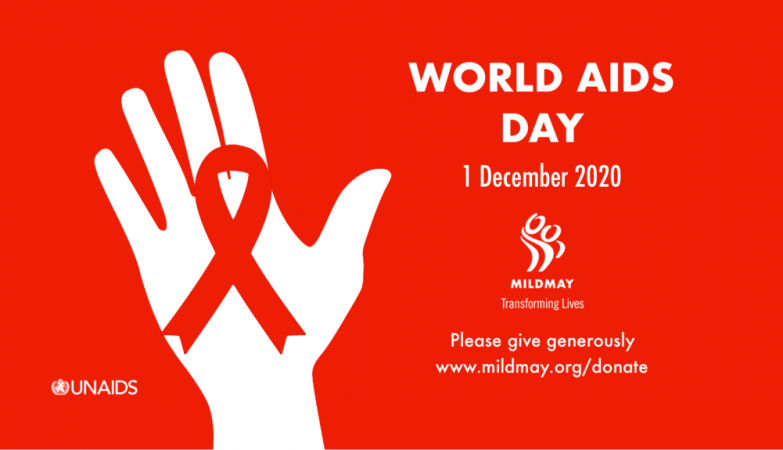 WORLD AIDS
DAY
1 December 2020
MILDMAY
Transforming Lives
Please give generously
www.mildmay.org/donate
UNAIDS